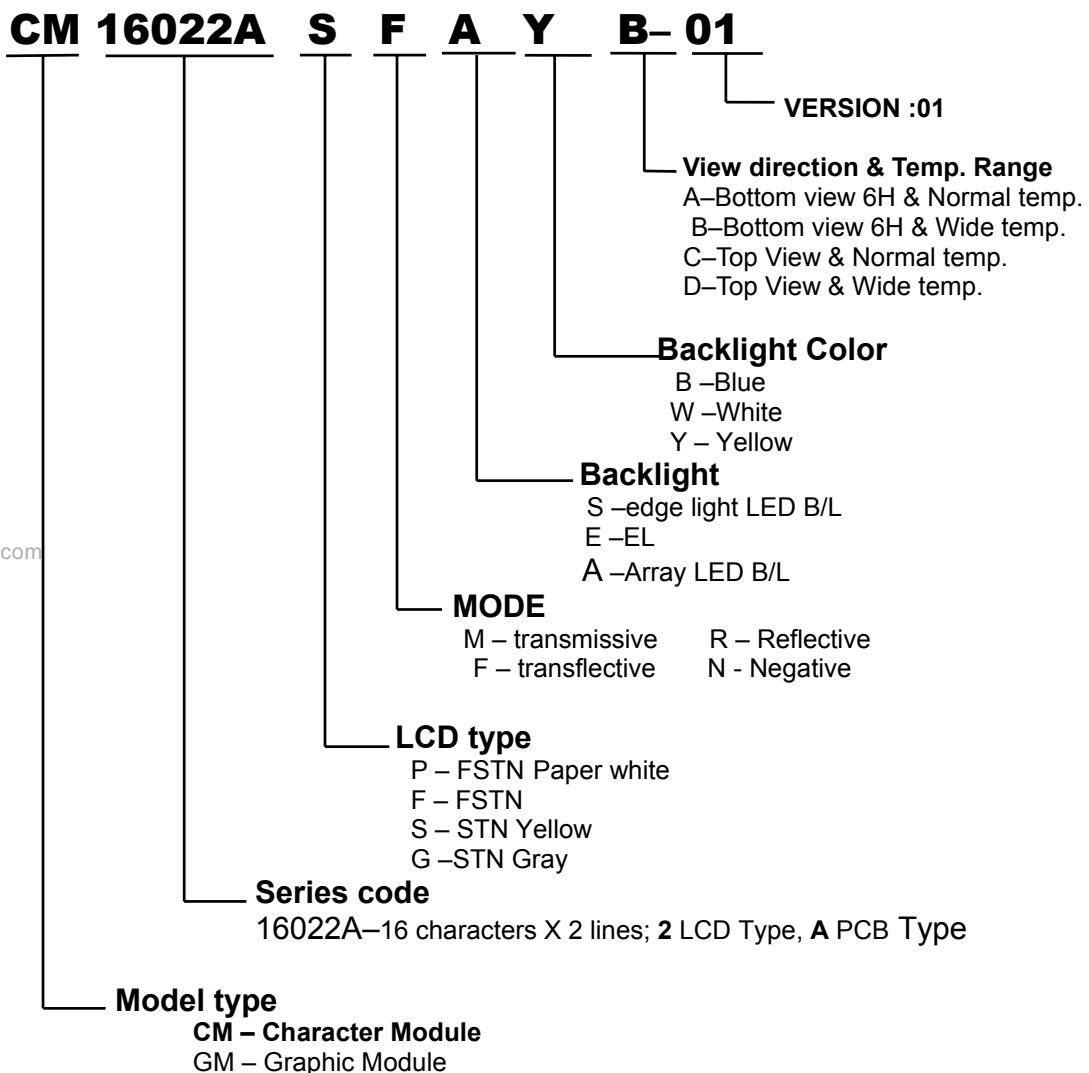 CM 16022A S F A Y B– 01
VERSION :01
View direction & Temp. Range
A–Bottom view 6H & Normal temp.
B–Bottom view 6H & Wide temp.
C–Top View & Normal temp.
D–Top View & Wide temp.
Backlight Color
B –Blue
W –White
Y – Yellow
Backlight
S –edge light LED B/L
E –EL
A –Array LED B/L
com
MODE
M – transmissive R – Reflective
F – transflective N - Negative
LCD type
P – FSTN Paper white
F – FSTN
S – STN Yellow
G –STN Gray
Series code
16022A–16 characters X 2 lines; 2 LCD Type, A PCB Type
Model type
CM – Character Module
GM – Graphic Module